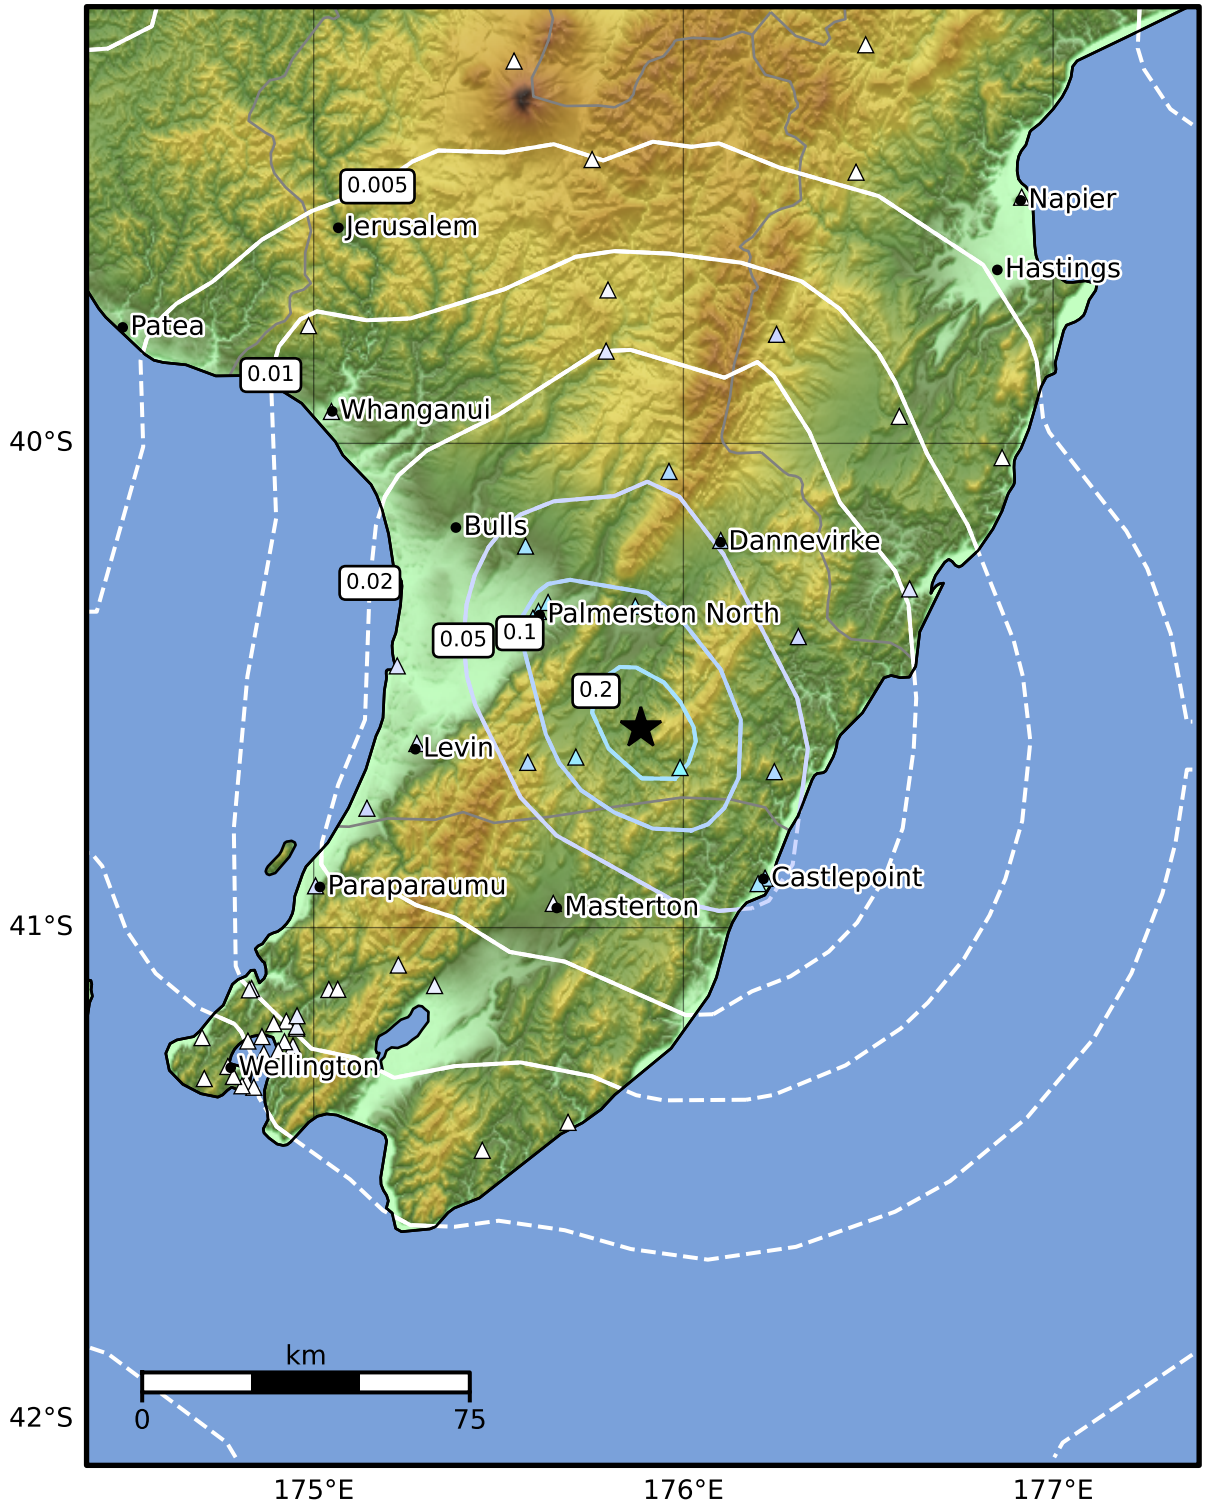 0.005
Napier
Jerusalem
Hastings
Patea
0.01
Whanganui
40°S
Bulls
Dannevirke
0.02
Palmerston North
0.05
0.1
0.2
Levin
Castlepoint
Paraparaumu
Masterton
41°S
Wellington
km
0
75
42°S
175°E
176°E
177°E